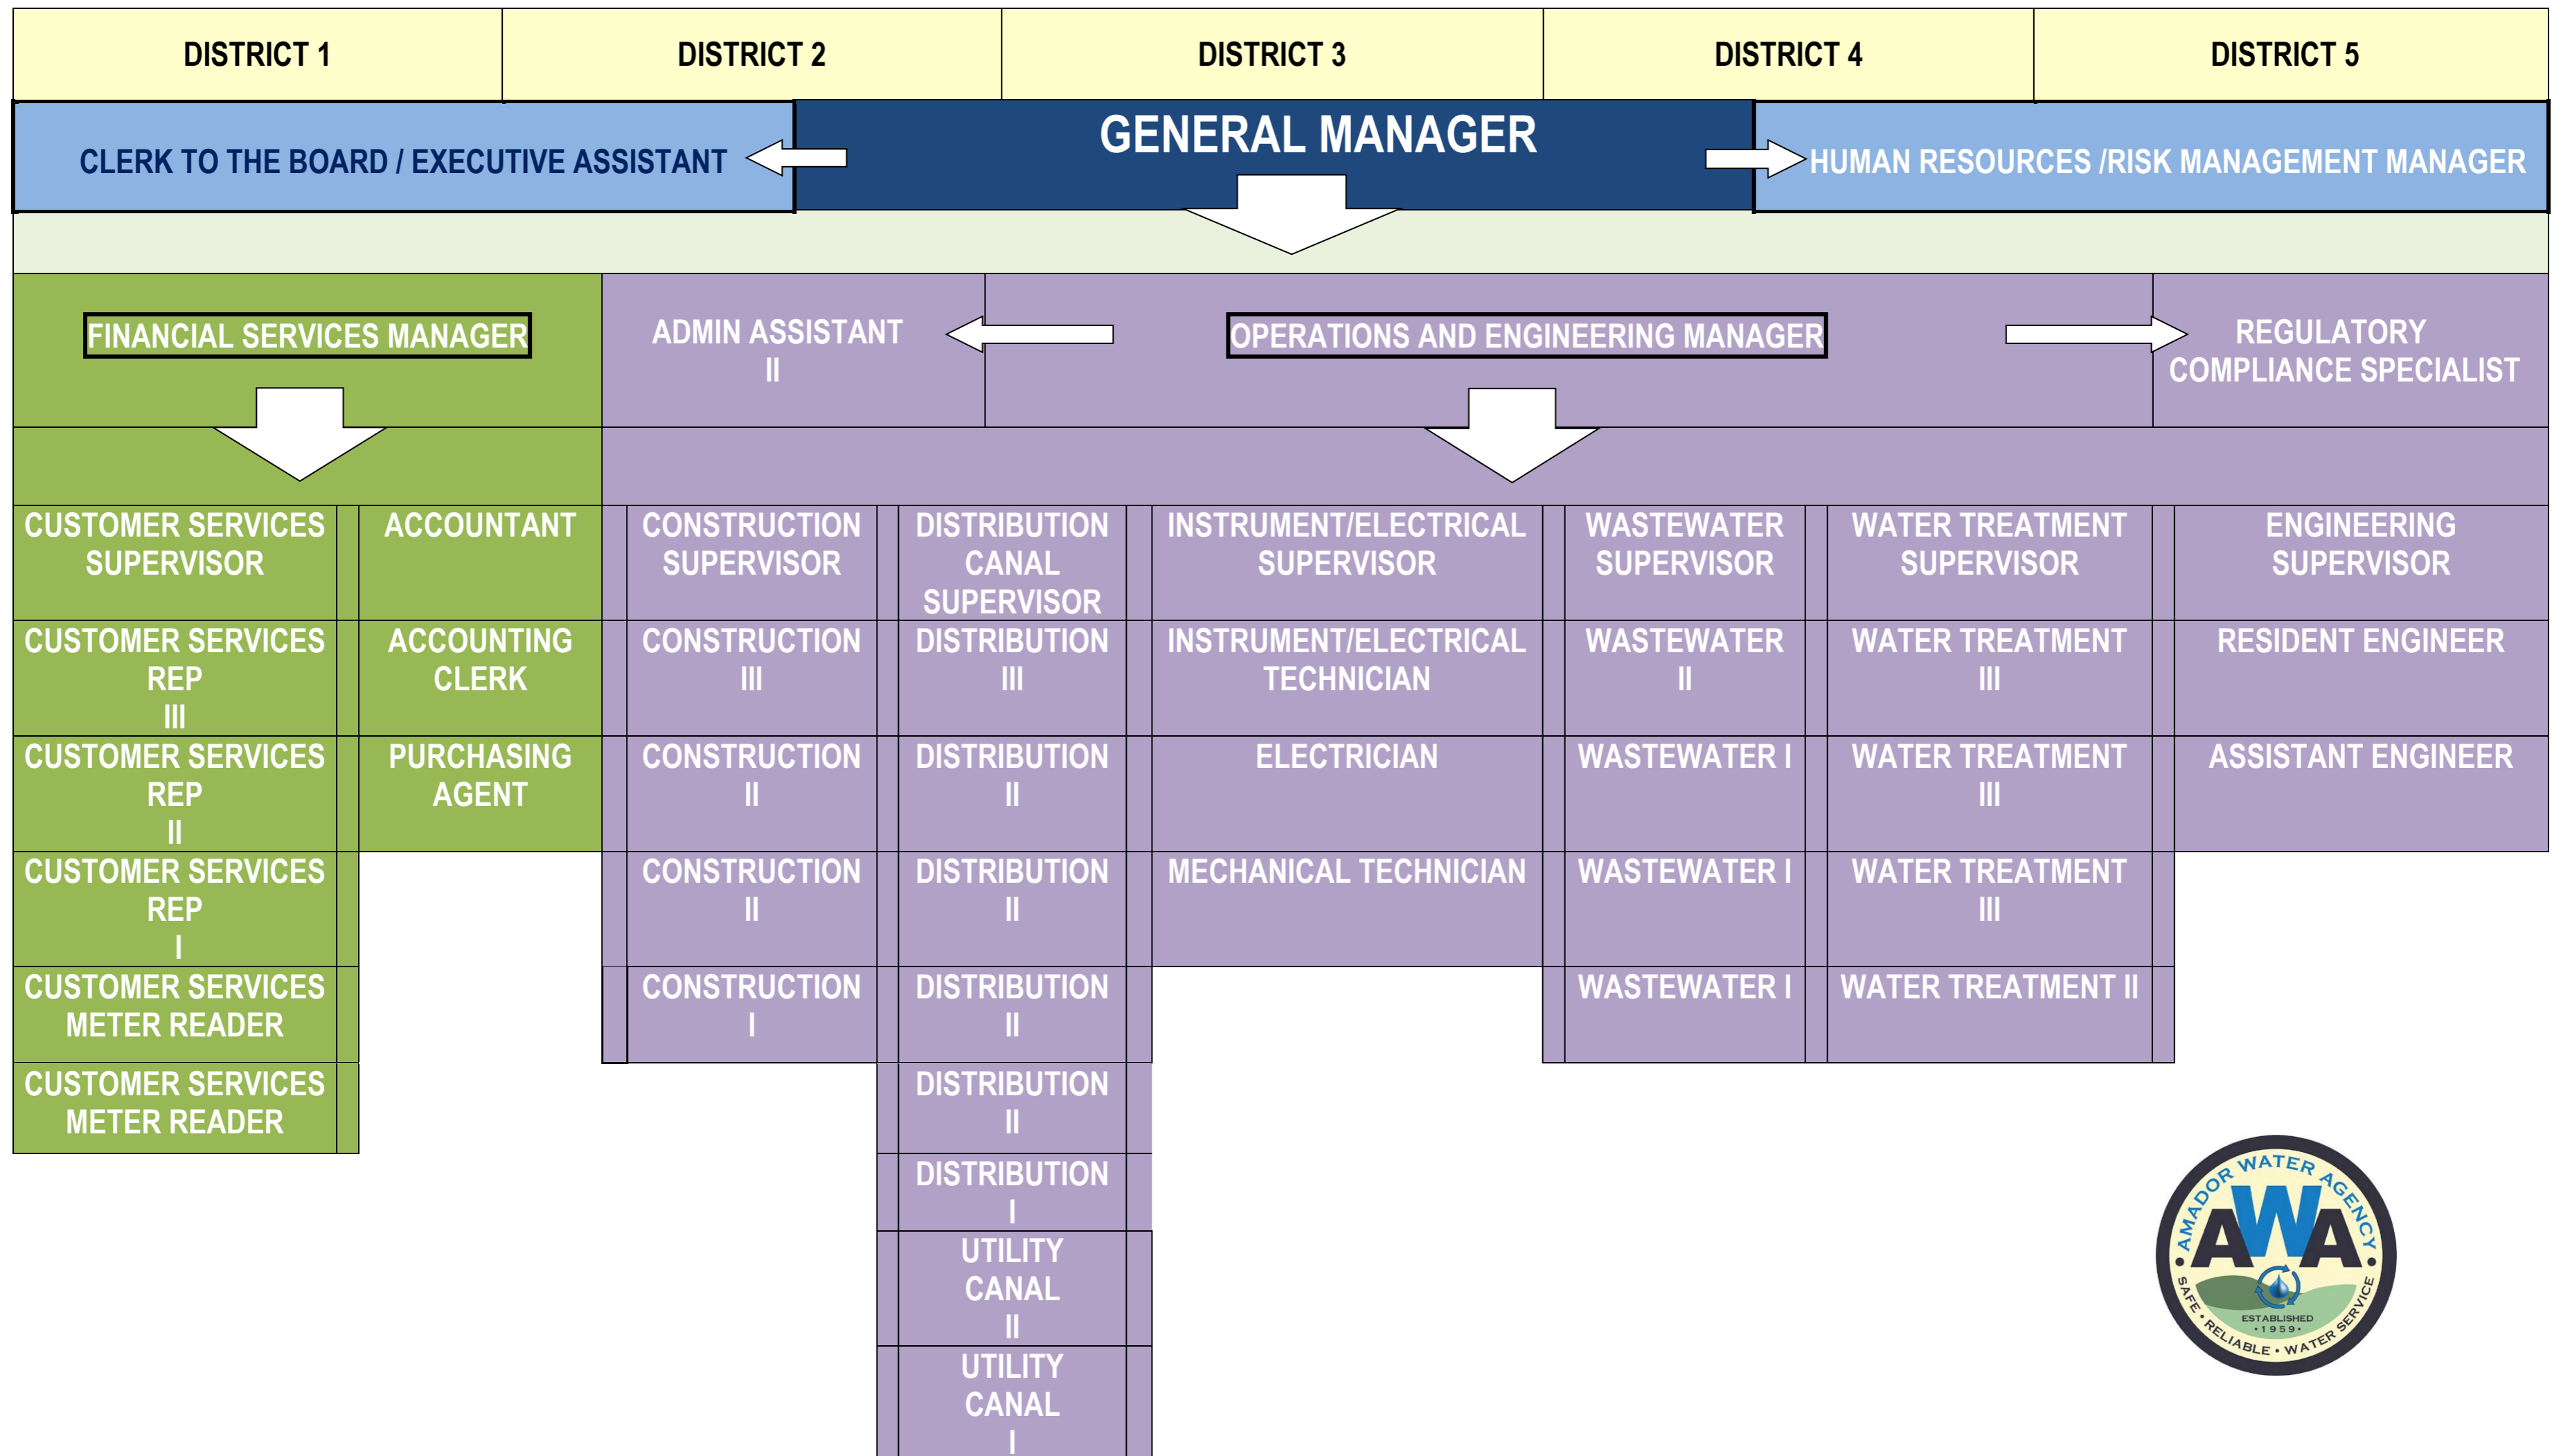 DISTRICT 1
DISTRICT 2
DISTRICT 3
DISTRICT 4
DISTRICT 5
CLERK TO THE BOARD / EXECUTIVE ASSISTANT
GENERAL MANAGER
HUMAN RESOURCES /RISK MANAGEMENT MANAGER
FINANCIAL SERVICES MANAGER
ADMIN ASSISTANT
II
OPERATIONS AND ENGINEERING MANAGER
REGULATORY
COMPLIANCE SPECIALIST
CUSTOMER SERVICES
SUPERVISOR
ACCOUNTANT
CONSTRUCTION
SUPERVISOR
DISTRIBUTION
CANAL
SUPERVISOR
INSTRUMENT/ELECTRICAL
SUPERVISOR
WASTEWATER
SUPERVISOR
WATER TREATMENT
SUPERVISOR
ENGINEERING
SUPERVISOR
CUSTOMER SERVICES
REP
III
ACCOUNTING
CLERK
CONSTRUCTION
III
DISTRIBUTION
III
INSTRUMENT/ELECTRICAL
TECHNICIAN
WASTEWATER
II
WATER TREATMENT
III
RESIDENT ENGINEER
CUSTOMER SERVICES
REP
II
PURCHASING
AGENT
CONSTRUCTION
II
DISTRIBUTION
II
ELECTRICIAN
WASTEWATER I
WATER TREATMENT
III
ASSISTANT ENGINEER
CUSTOMER SERVICES
REP
I
CONSTRUCTION
II
DISTRIBUTION
II
MECHANICAL TECHNICIAN
WASTEWATER I
WATER TREATMENT
III
CUSTOMER SERVICES
METER READER
CONSTRUCTION
I
DISTRIBUTION
II
WASTEWATER I
WATER TREATMENT II
CUSTOMER SERVICES
METER READER
DISTRIBUTION
II
DISTRIBUTION
I
UTILITY
CANAL
II
UTILITY
CANAL
I
AMADOR WATER AGENCY
AWA
ESTABLISHED
•1959•
SAFE • RELIABLE • WATER SERVICE